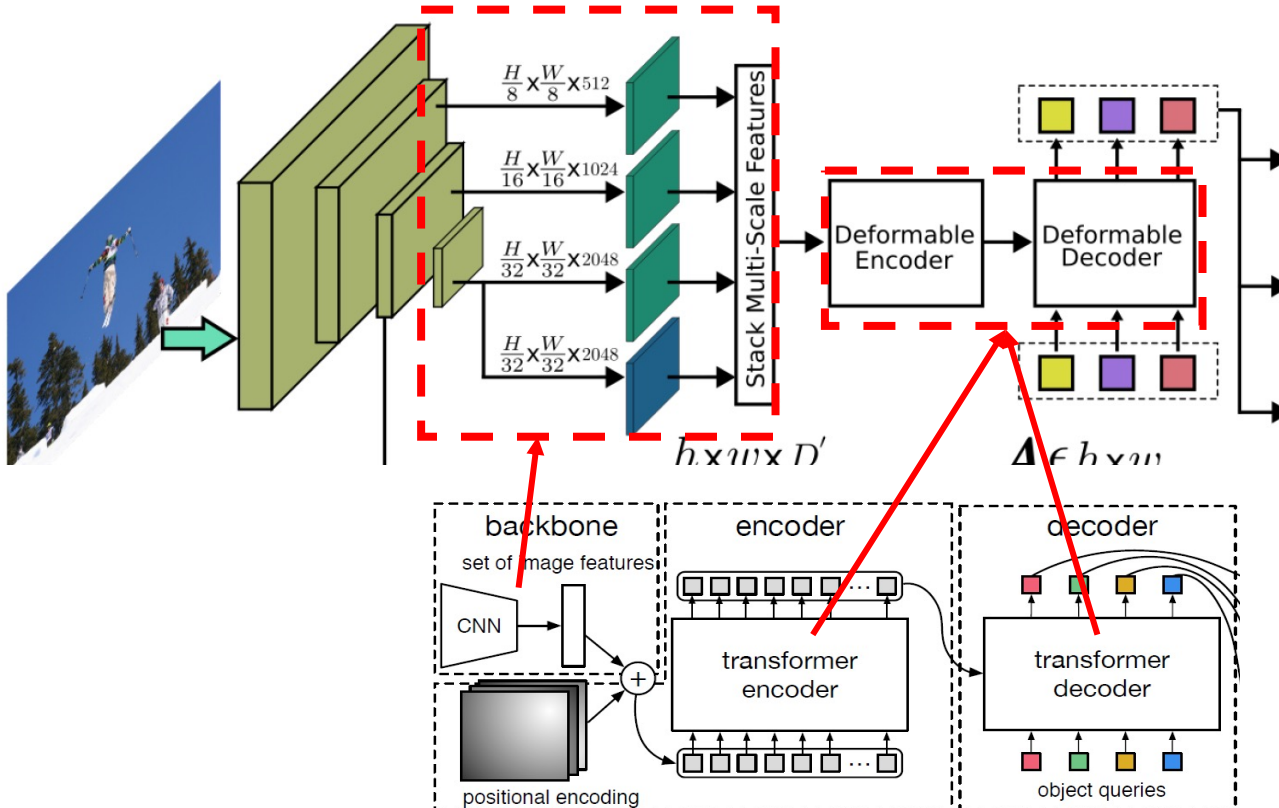 H/8 x W/8 x 512
H/16 x W/16 x 1024
H/32 x W/32 x 2048
H/32 x W/32 x 2048
Stack Multi-Scale Features
Deformable
Encoder
Deformable
Decoder
h x w x D′
Δ ϵ h x w
backbone
set of image features
CNN
+
positional encoding
encoder
...
transformer
encoder
...
decoder
transformer
decoder
object queries